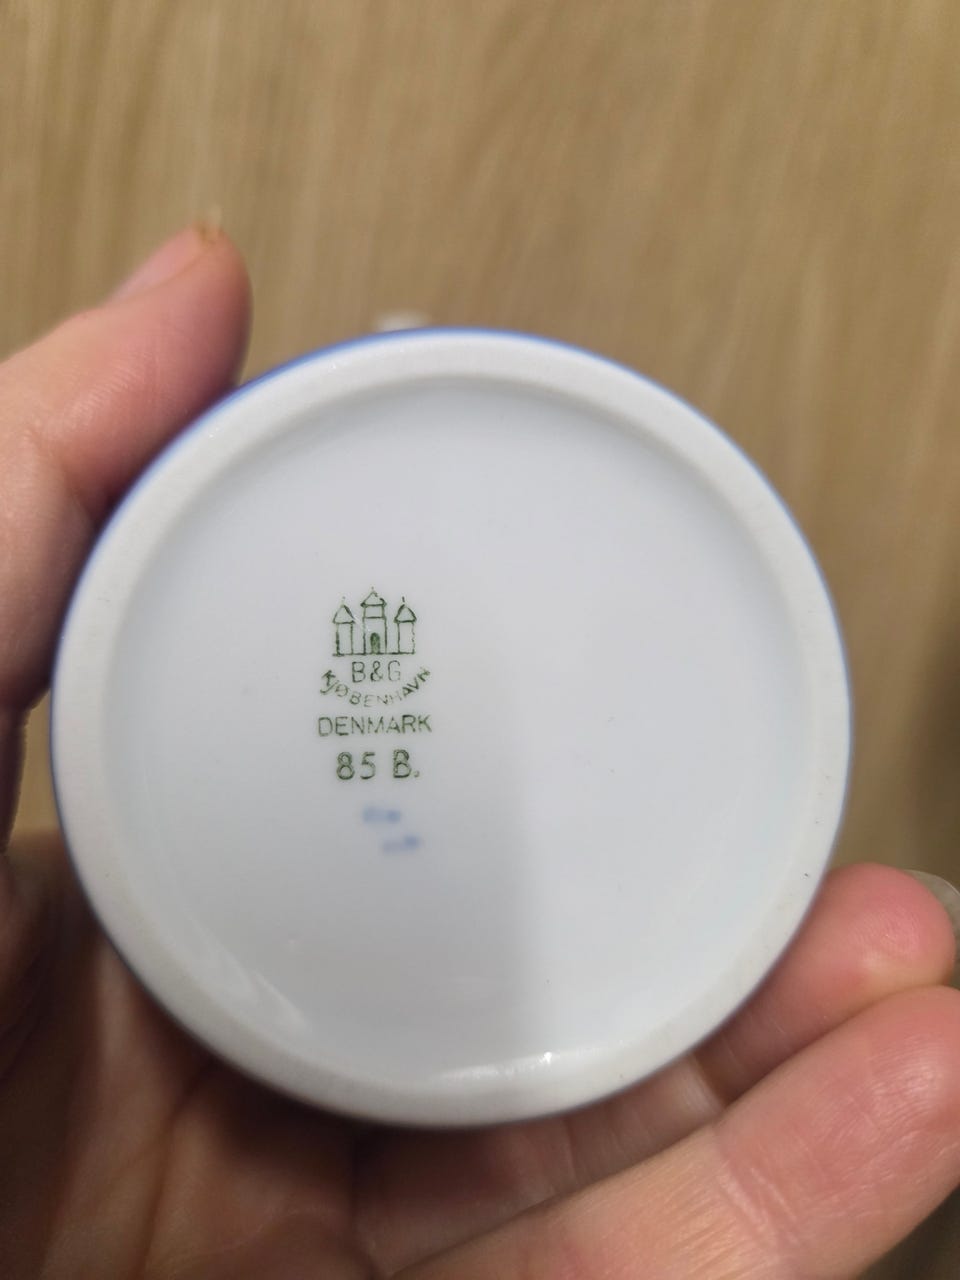 B&G
KJØBENHAVN
DENMARK
85 B.